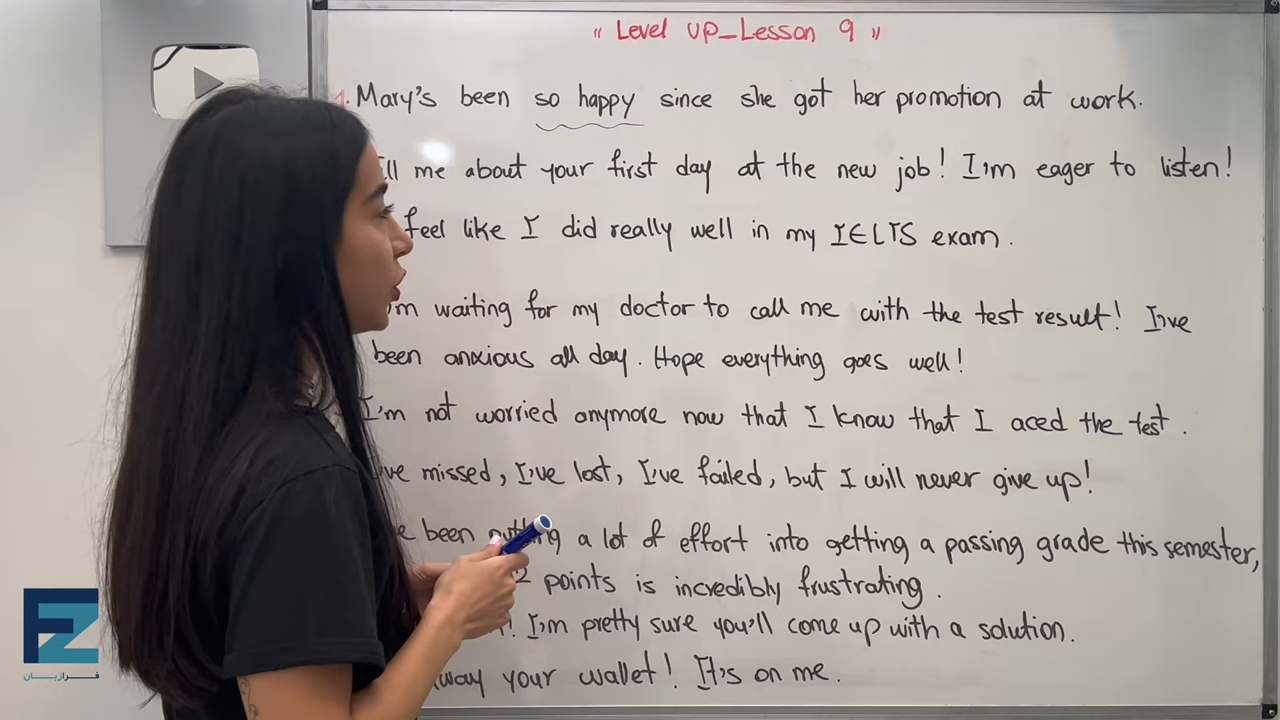 « Level up_Lesson 9 »
1. Mary's been so happy since she got her promotion at work.
me about your first day at the new job! I'm eager to listen!
feel like I did really well in my IELTS exam.
waiting for my doctor to call me with the test result! I've
been anxious all day. Hope everything goes well!
I'm not worried anymore now that I know that I aced the test.
missed, I've lost, I've failed, but I will never give up!
been putting a lot of effort into getting a passing grade this semester,
2 points is incredibly frustrating.
I'm pretty sure you'll come up with a solution.
away your wallet! It's on me.
FZ
فرازبان